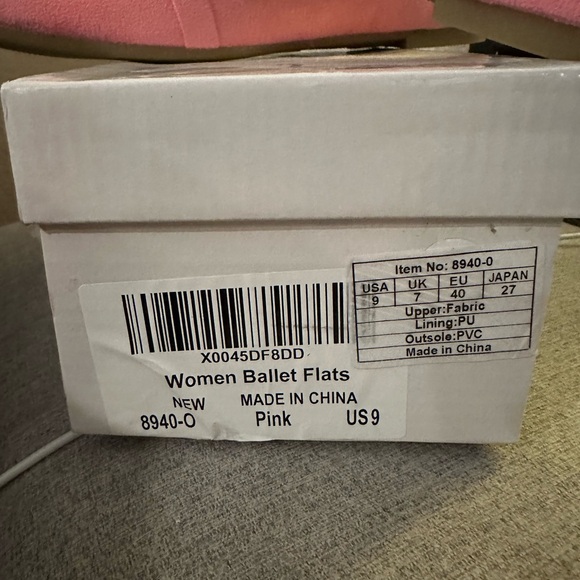 Item No: 8940-0
USA UK EU JAPAN
9 7 40 27
Upper:Fabric
Lining:PU
Outsole:PVC
Made in China
X0045DF8DD
Women Ballet Flats
NEW MADE IN CHINA
8940-O Pink US9